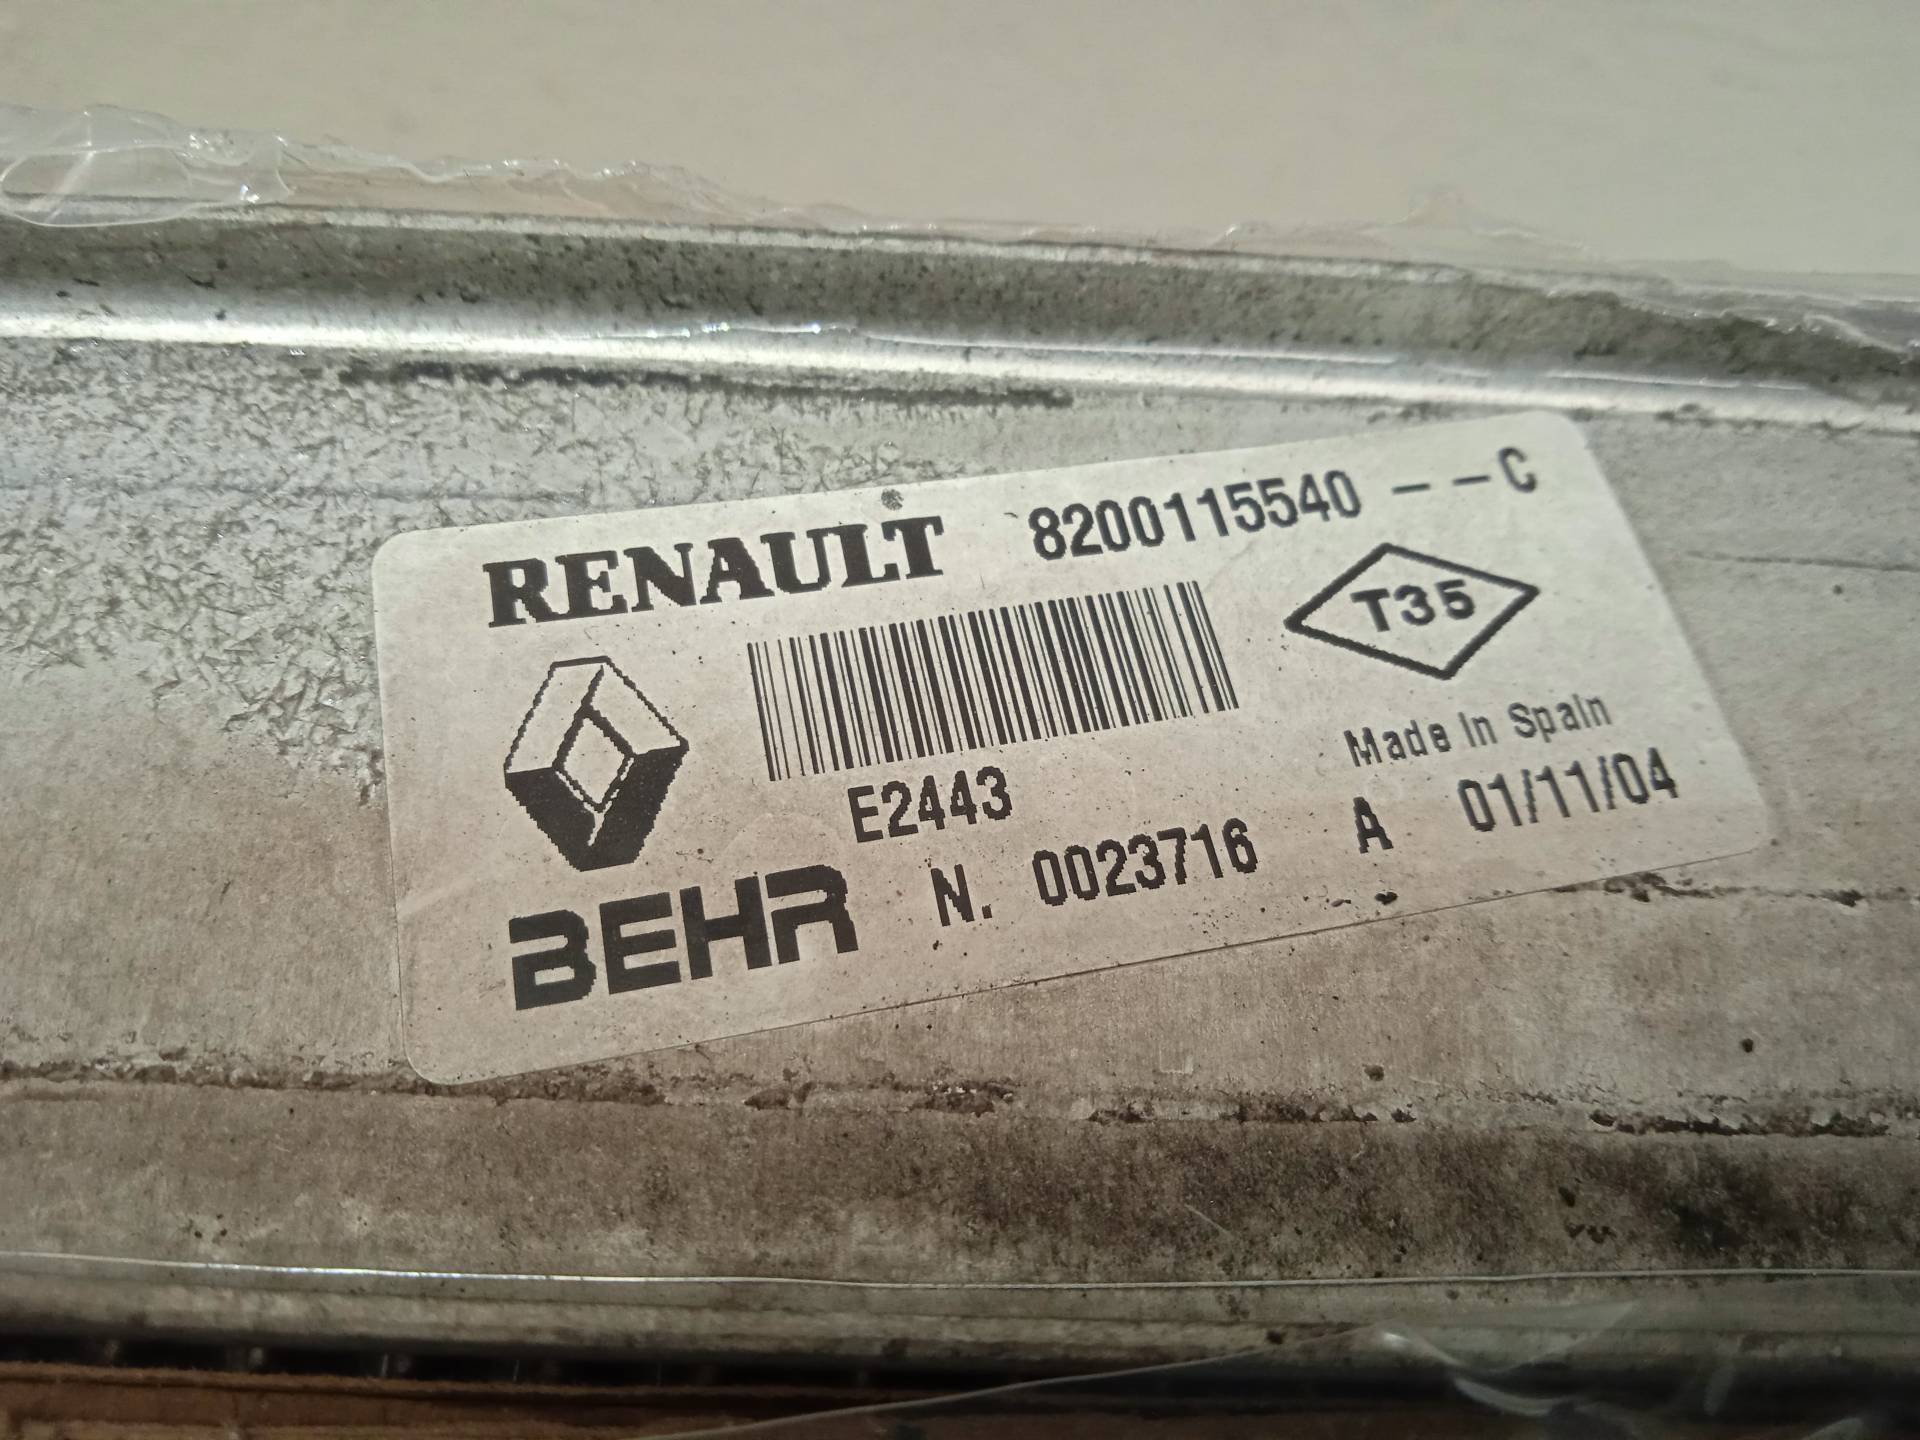 RENAULT 8200115540 --C
T35
Made In Spain
E2443
BEHR N. 0023716 A 01/11/04